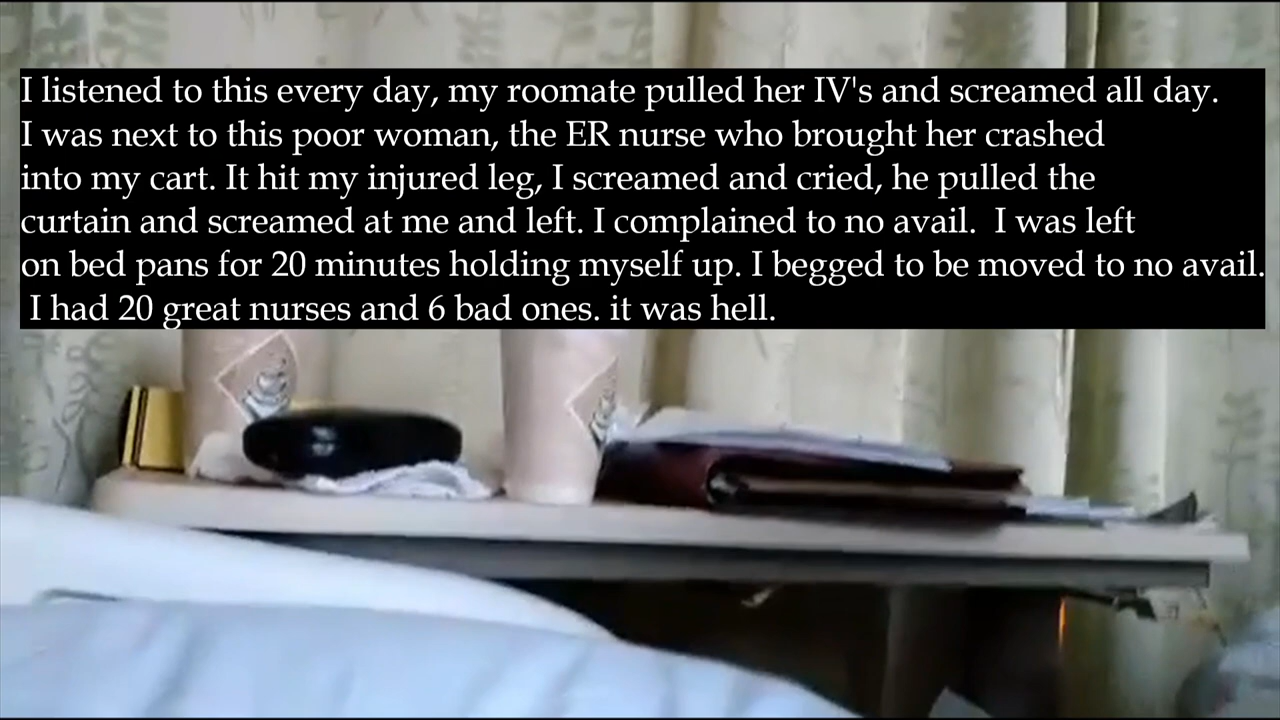 I listened to this every day, my roomate pulled her IV's and screamed all day.
I was next to this poor woman, the ER nurse who brought her crashed
into my cart. It hit my injured leg, I screamed and cried, he pulled the
curtain and screamed at me and left. I complained to no avail.  I was left
on bed pans for 20 minutes holding myself up. I begged to be moved to no avail.
I had 20 great nurses and 6 bad ones. it was hell.